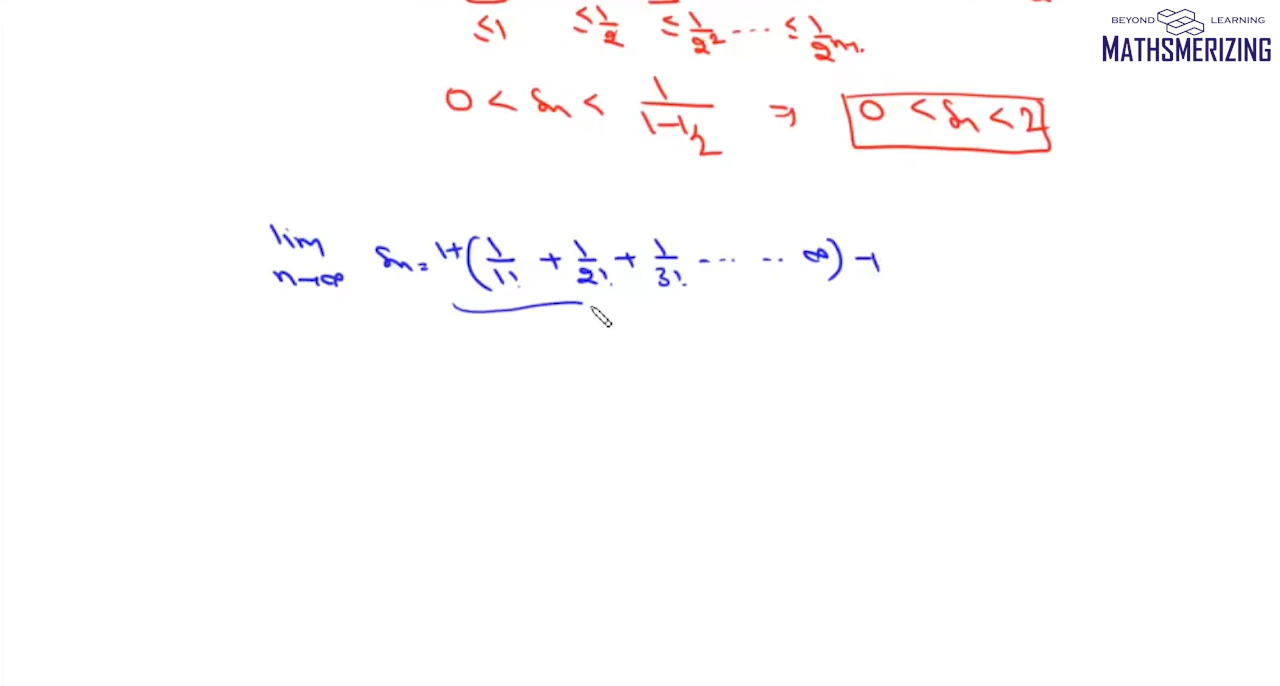 BEYOND LEARNING
MATHSMERIZING
≤1 ≤1/2 ≤1/2² ... ≤1/2ⁿ.
0 < Sn < 1/(1-1/2) ⇒ 0 < Sn < 2
lim n→∞ Sn = 1+(1/1! + 1/2! + 1/3! ... .. ∞) -1